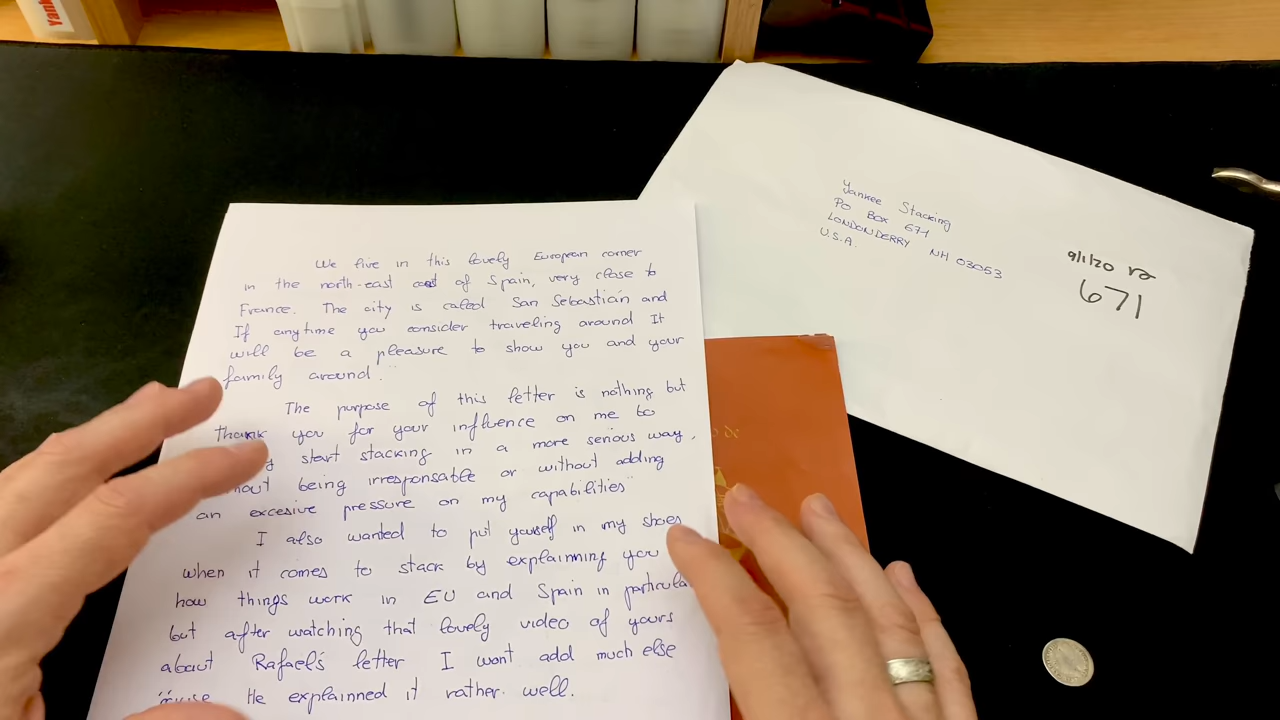 We live in this lovely European corner
in the north-east cost of Spain, very close to
France. The city is called San Sebastián and
If anytime you consider traveling around It
will be a pleasure to show you and your
family around."
The purpose of this letter is nothing but
thank you for your influence on me to
start stacking in a more serious way,
being irresponsable or without adding
an excesive pressure on my capabilities"
I also wanted to put yourself in my shoes
when it comes to stack by explainning you
how things work in EU and Spain in particula
but after watching that lovely video of yours
about Rafael's letter I wont add much else
He explainned it rather well.
Yankee Stacking
PO Box 671
LONDONDERRY NH 03053
U.S.A.
9/1/20
671
de